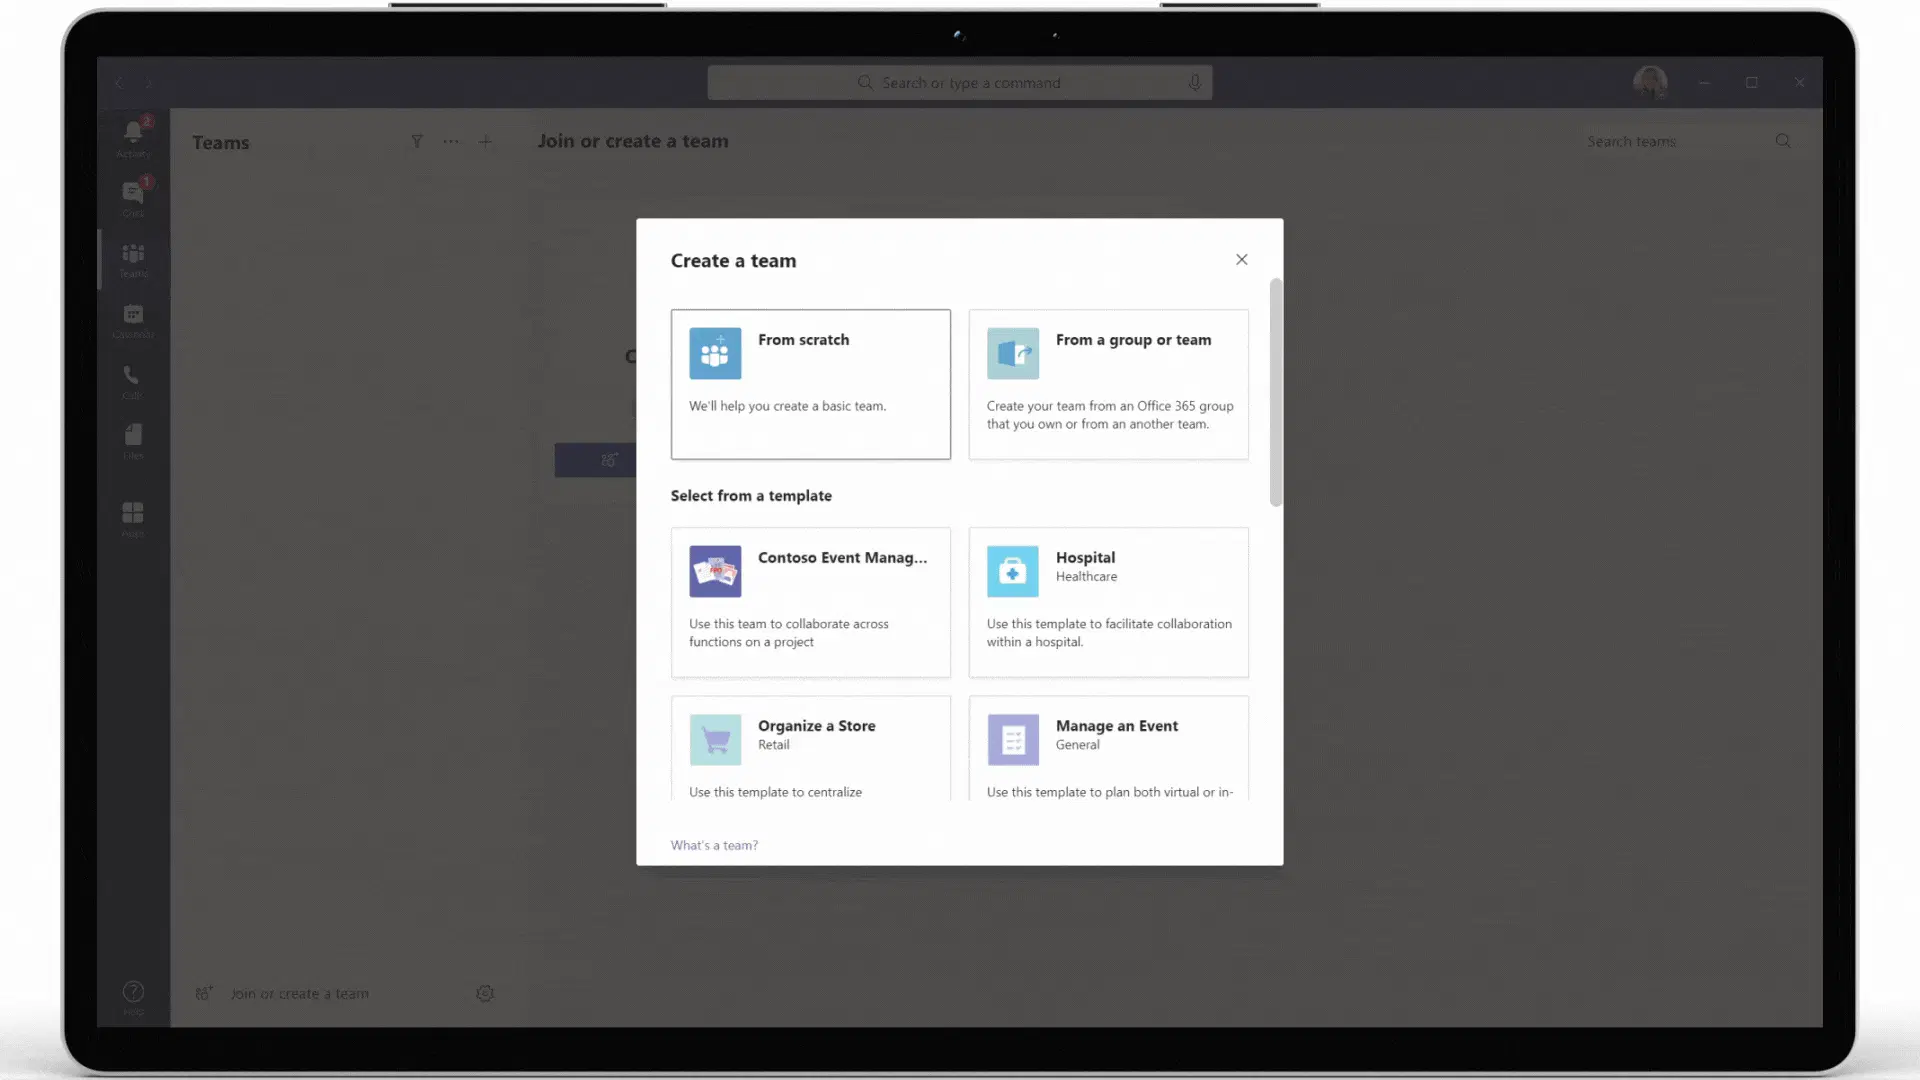 Search or type a command
2
Activity
Teams
Join or create a team
Search teams
1
Chat
Teams
Calendar
Calls
Files
Apps
Create a team
From scratch
We'll help you create a basic team.
From a group or team
Create your team from an Office 365 group
that you own or from an another team.
Select from a template
Contoso Event Manag...
Use this team to collaborate across
functions on a project
Hospital
Healthcare
Use this template to facilitate collaboration
within a hospital.
Organize a Store
Retail
Use this template to centralize
Manage an Event
General
Use this template to plan both virtual or in-
What's a team?
Join or create a team
Help